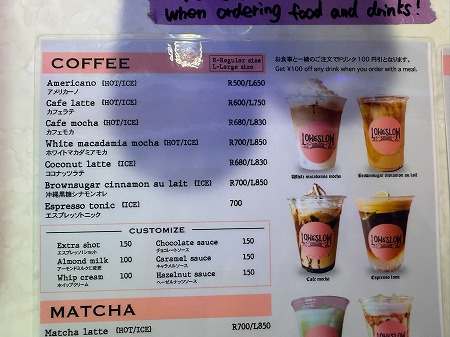 when ordering food and drinks!
COFFEE
R-Regular size
L-Large size
お食事と一緒のご注文でドリンク100円引となります。
Get ¥100 off any drink when you order with a meal.
Americano (HOT/ICE) R500/L650
アメリカーノ
Cafe latte (HOT/ICE) R600/L750
カフェラテ
Cafe mocha (HOT/ICE) R680/L830
カフェモカ
White macadamia mocha (HOT/ICE) R700/L850
ホワイトマカダミアモカ
Coconut latte (ICE) R680/L830
ココナッツラテ
Brownsugar cinnamon au lait (ICE) R700/L850
沖縄黒糖シナモンオレ
Espresso tonic (ICE) 700
エスプレッソトニック
CUSTOMIZE
Extra shot 150
エスプレッソショット
Almond milk 100
アーモンドミルクに変更
Whip cream 100
ホイップクリーム
Chocolate sauce 150
チョコレートソース
Caramel sauce 150
キャラメルソース
Hazelnut sauce 150
ヘーゼルナッツソース
LOW&SLOW
White macadamia mocha
LOW&SLOW
Brownsugar cinnamon au lait
LOW&SLOW
Cafe mocha
LOW&SLOW
Espresso tonic
MATCHA
Matcha latte (HOT/ICE) R700/L850